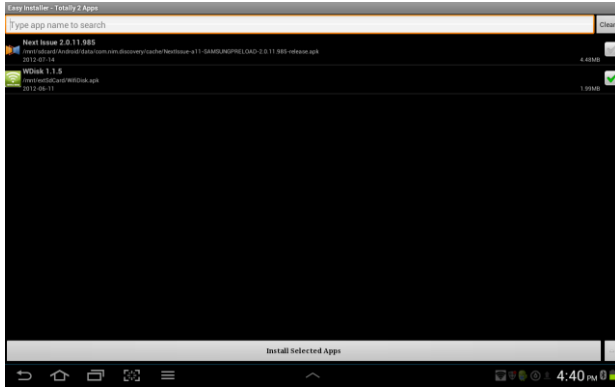 Easy Installer - Totally 2 Apps
Type app name to search
Clear
Next Issue 2.0.11.985
/mnt/sdcard/Android/data/com.nim.discovery/cache/NextIssue-a11-SAMSUNGPRELOAD-2.0.11.985-release.apk
2012-07-14
4.48MB
WDisk 1.1.5
/mnt/extSdCard/WifiDisk.apk
2012-06-11
1.99MB
Install Selected Apps
4:40 PM